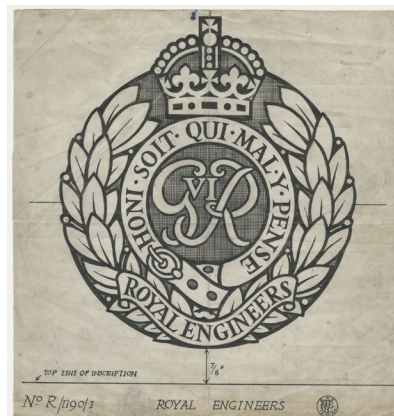 HONI·SOIT·QUI·MAL·Y·PENSE
GVIR
ROYAL ENGINEERS
7/8"
TOP LINE OF INSCRIPTION
Nº R/1190/1 ROYAL ENGINEERS